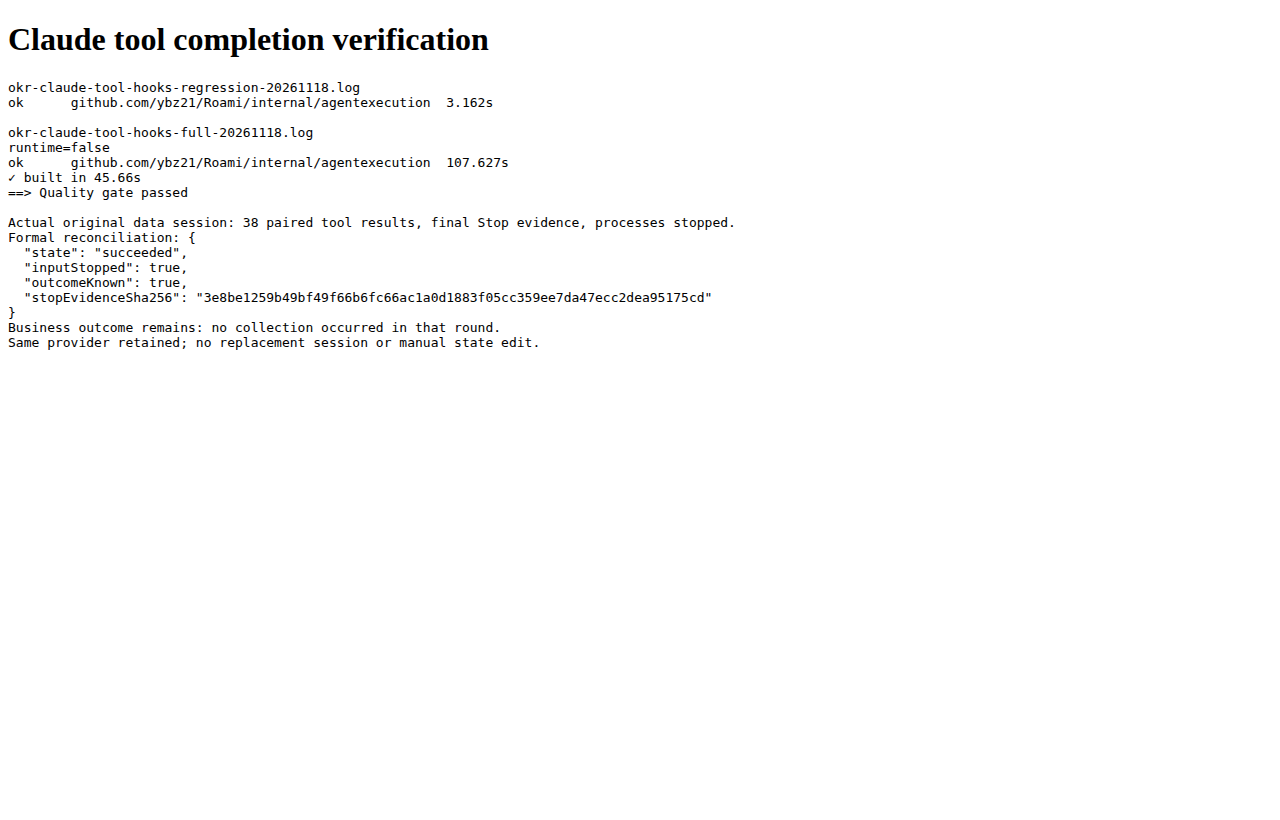 Claude tool completion verification
okr-claude-tool-hooks-regression-20261118.log
ok      github.com/ybz21/Roami/internal/agentexecution  3.162s
okr-claude-tool-hooks-full-20261118.log
runtime=false
ok      github.com/ybz21/Roami/internal/agentexecution  107.627s
✓ built in 45.66s
==> Quality gate passed
Actual original data session: 38 paired tool results, final Stop evidence, processes stopped.
Formal reconciliation: {
  "state": "succeeded",
  "inputStopped": true,
  "outcomeKnown": true,
  "stopEvidenceSha256": "3e8be1259b49bf49f66b6fc66ac1a0d1883f05cc359ee7da47ecc2dea95175cd"
}
Business outcome remains: no collection occurred in that round.
Same provider retained; no replacement session or manual state edit.